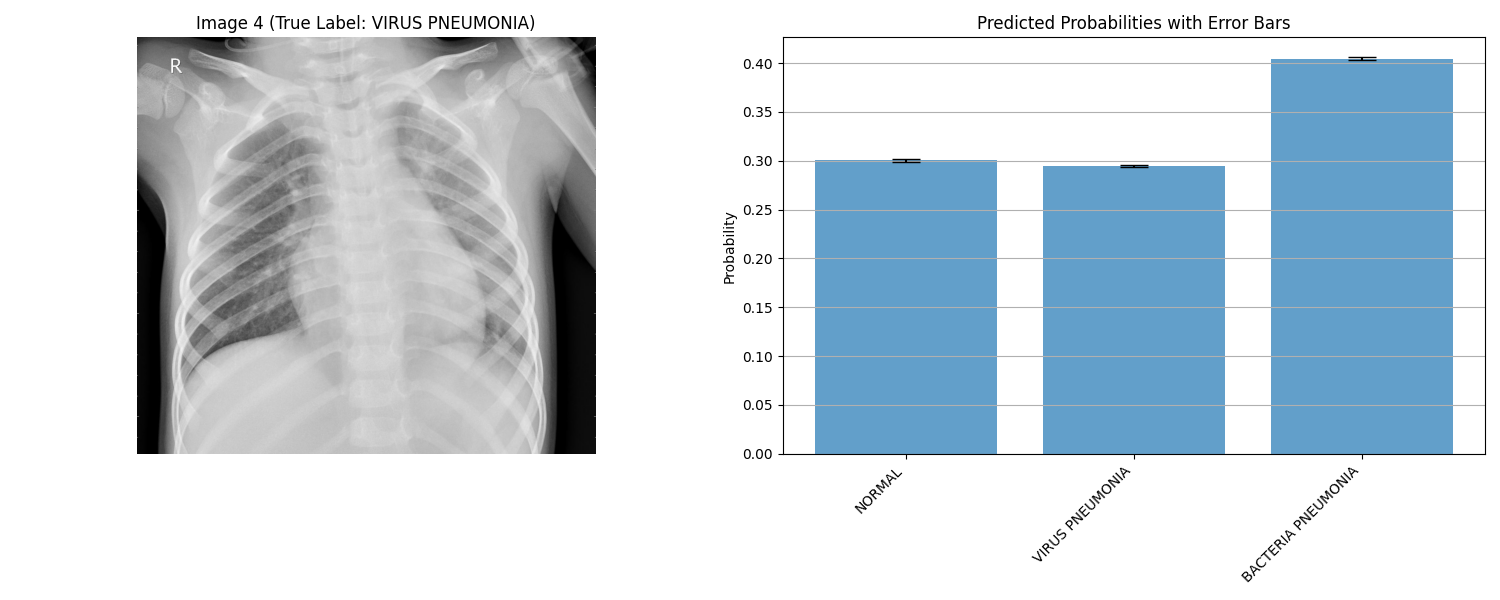 Image 4 (True Label: VIRUS PNEUMONIA)
R
Predicted Probabilities with Error Bars
Probability
0.40
0.35
0.30
0.25
0.20
0.15
0.10
0.05
0.00
NORMAL
VIRUS PNEUMONIA
BACTERIA PNEUMONIA